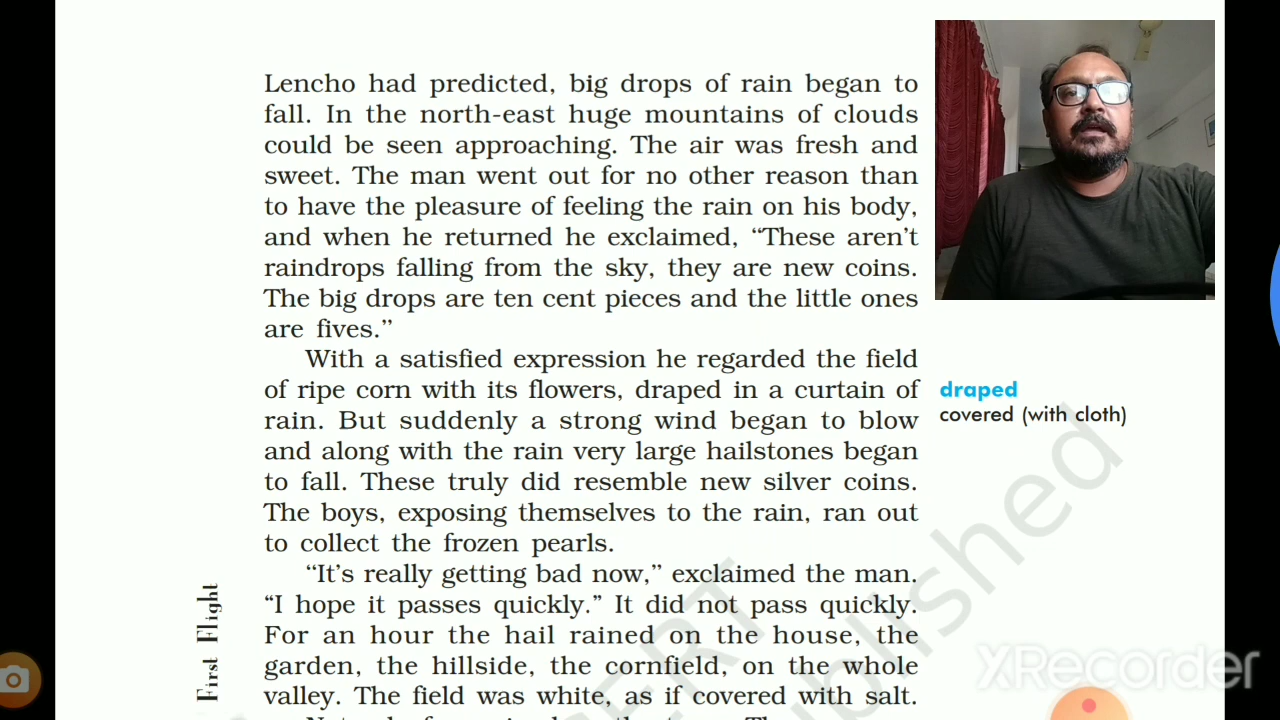 Lencho had predicted, big drops of rain began to
fall. In the north-east huge mountains of clouds
could be seen approaching. The air was fresh and
sweet. The man went out for no other reason than
to have the pleasure of feeling the rain on his body,
and when he returned he exclaimed, “These aren’t
raindrops falling from the sky, they are new coins.
The big drops are ten cent pieces and the little ones
are fives.”
With a satisfied expression he regarded the field
of ripe corn with its flowers, draped in a curtain of
rain. But suddenly a strong wind began to blow
and along with the rain very large hailstones began
to fall. These truly did resemble new silver coins.
The boys, exposing themselves to the rain, ran out
to collect the frozen pearls.
“It’s really getting bad now,” exclaimed the man.
“I hope it passes quickly.” It did not pass quickly.
For an hour the hail rained on the house, the
garden, the hillside, the cornfield, on the whole
valley. The field was white, as if covered with salt.
draped
covered (with cloth)
First Flight
XRecorder